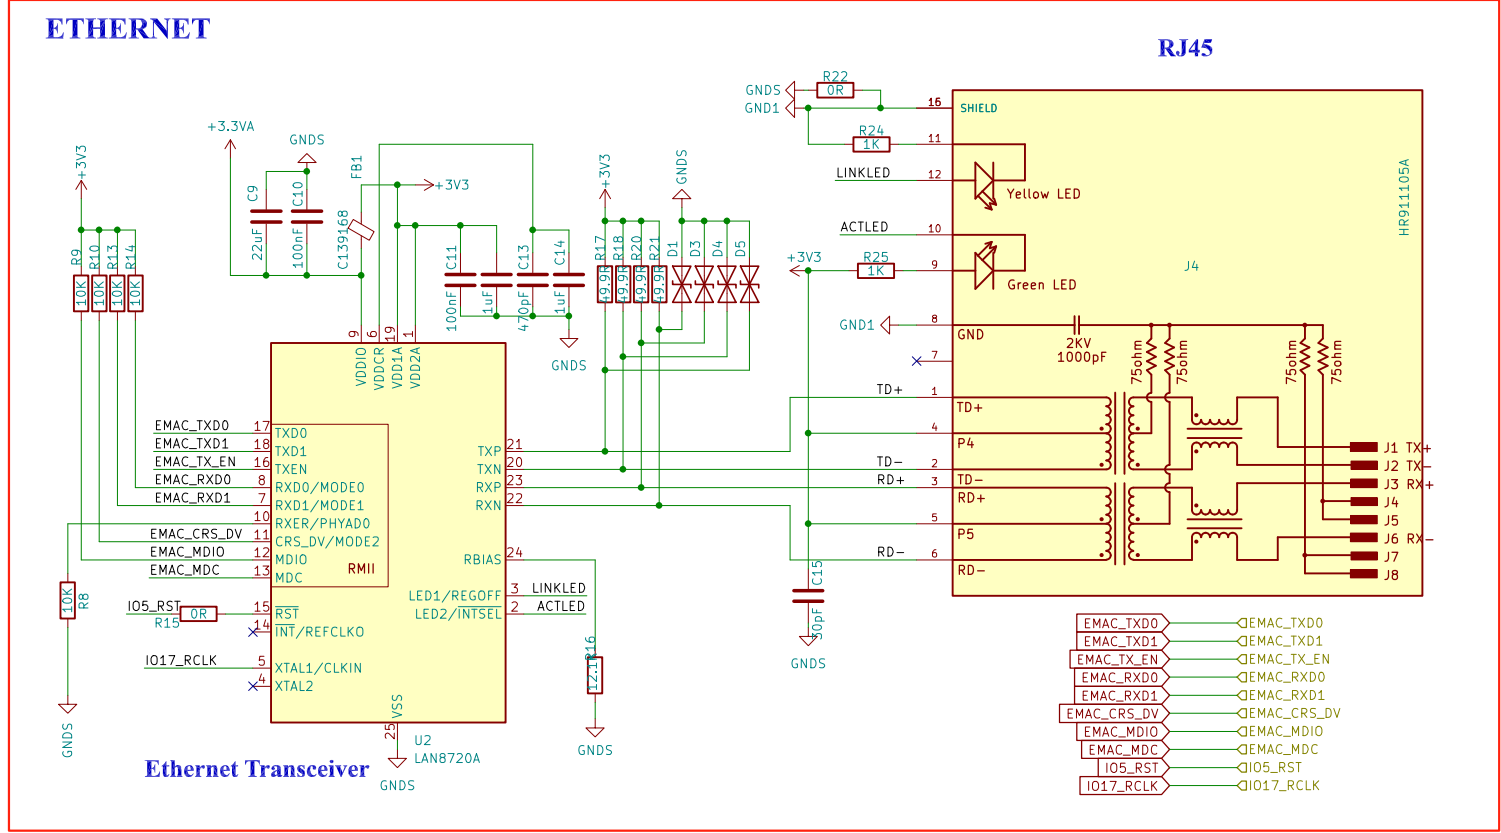 ETHERNET
RJ45
+3.3VA
GNDS
+3V3
C9
22uF
C10
100nF
FB1
C139168
+3V3
R9
10K
R10
10K
R13
10K
R14
10K
C11
100nF
1uF
C13
470pF
C14
1uF
GNDS
+3V3
GNDS
R17
49.9R
R18
49.9R
R20
49.9R
R21
49.9R
D1
D3
D4
D5
9
6
19
1
VDDIO
VDDCR
VDD1A
VDD2A
EMAC_TXD0
17
TXD0
EMAC_TXD1
18
TXD1
EMAC_TX_EN
16
TXEN
EMAC_RXD0
8
RXD0/MODE0
EMAC_RXD1
7
RXD1/MODE1
10
RXER/PHYAD0
EMAC_CRS_DV
11
CRS_DV/MODE2
EMAC_MDIO
12
MDIO
EMAC_MDC
13
MDC
RMII
IO5_RST
R15
0R
15
RST
14
INT/REFCLKO
IO17_RCLK
5
XTAL1/CLKIN
4
XTAL2
R8
10K
GNDS
TXP
21
TXN
20
RXP
23
RXN
22
RBIAS
24
LED1/REGOFF
3
LINKLED
LED2/INTSEL
2
ACTLED
R16
GNDS
VSS
25
GNDS
U2
LAN8720A
Ethernet Transceiver
GNDS
R22
0R
GND1
16
SHIELD
R24
1K
11
LINKLED
12
Yellow LED
ACTLED
10
+3V3
R25
1K
9
Green LED
HR911105A
J4
GND1
8
GND
2KV
1000pF
7
75ohm
75ohm
75ohm
75ohm
TD+
1
TD+
4
P4
TD-
2
TD-
RD+
3
RD+
5
P5
RD-
6
RD-
J1 TX+
J2 TX-
J3 RX+
J4
J5
J6 RX-
J7
J8
C15
GNDS
EMAC_TXD0 EMAC_TXD0
EMAC_TXD1 EMAC_TXD1
EMAC_TX_EN EMAC_TX_EN
EMAC_RXD0 EMAC_RXD0
EMAC_RXD1 EMAC_RXD1
EMAC_CRS_DV EMAC_CRS_DV
EMAC_MDIO EMAC_MDIO
EMAC_MDC EMAC_MDC
IO5_RST IO5_RST
IO17_RCLK IO17_RCLK